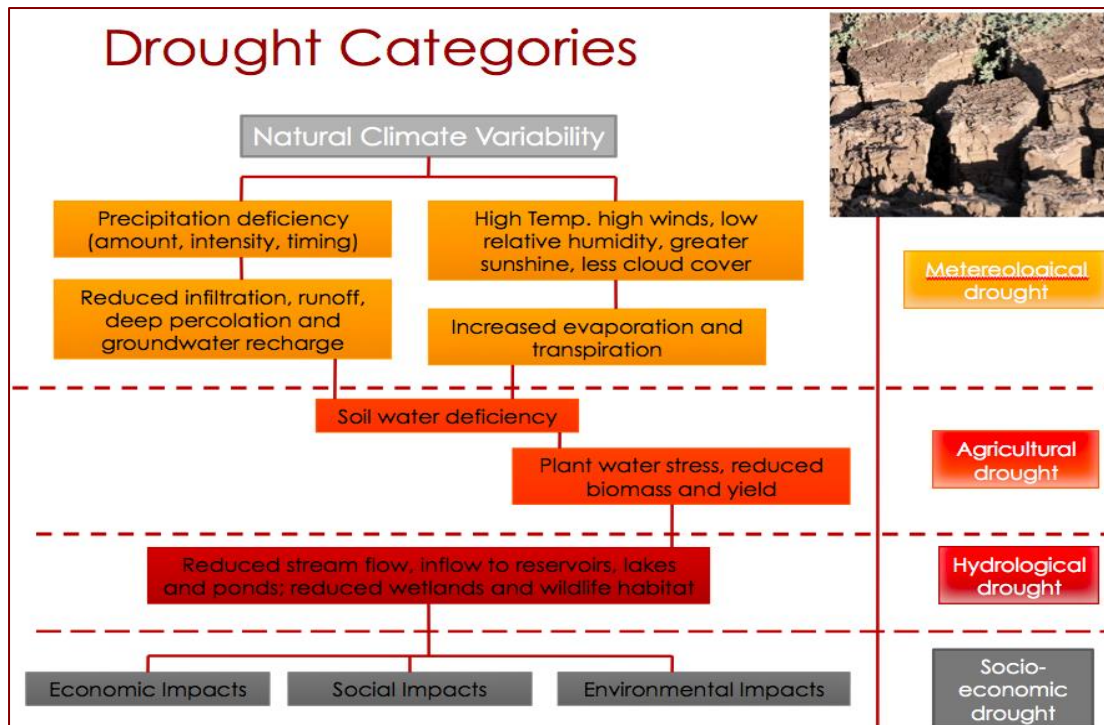 Drought Categories
Natural Climate Variability
Precipitation deficiency
(amount, intensity, timing)
High Temp. high winds, low
relative humidity, greater
sunshine, less cloud cover
Metereological
drought
Reduced infiltration, runoff,
deep percolation and
groundwater recharge
Increased evaporation and
transpiration
Soil water deficiency
Plant water stress, reduced
biomass and yield
Agricultural
drought
Reduced stream flow, inflow to reservoirs, lakes
and ponds; reduced wetlands and wildlife habitat
Hydrological
drought
Economic Impacts
Social Impacts
Environmental Impacts
Socio-
economic
drought